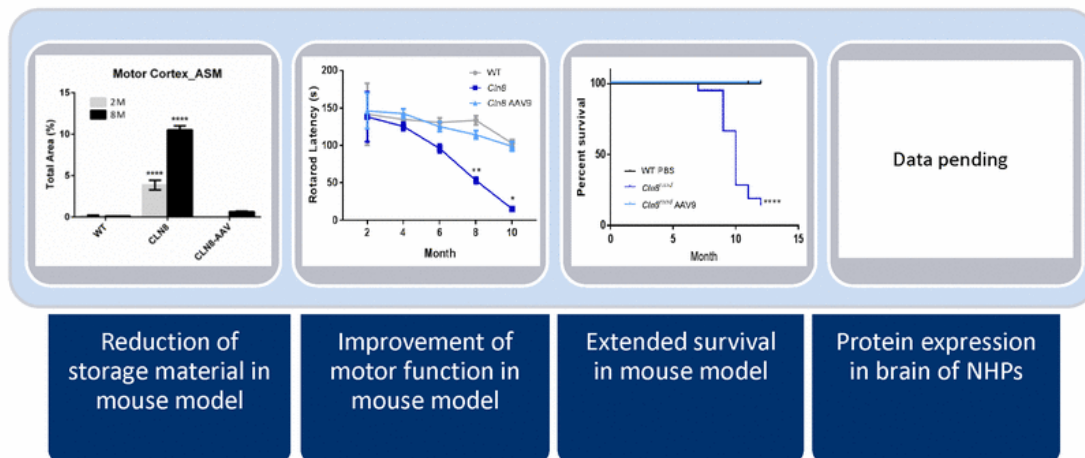 Motor Cortex_ASM
2M
8M
****
****
Total Area (%)
15
10
5
0
WT
CLN8
CLN8-AAV
WT
Cln8
Cln8 AAV9
Rotarod Latency (s)
200
150
100
50
0
**
*
2 4 6 8 10
Month
Percent survival
100
50
WT PBS
Cln8 AAV9
****
0 5 10 15
Month
Data pending
Reduction of
storage material in
mouse model
Improvement of
motor function in
mouse model
Extended survival
in mouse model
Protein expression
in brain of NHPs